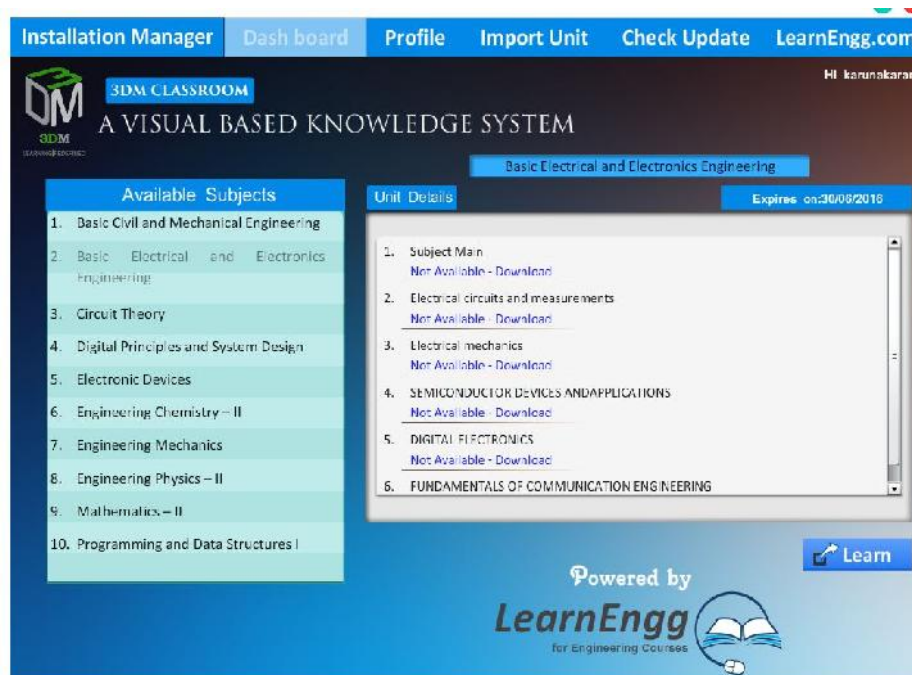 Installation Manager Dash board Profile Import Unit Check Update LearnEngg.com
Hi karunakaran
3DM
3DM CLASSROOM
A VISUAL BASED KNOWLEDGE SYSTEM
Basic Electrical and Electronics Engineering
Available Subjects
1. Basic Civil and Mechanical Engineering
2. Basic Electrical and Electronics
Engineering
3. Circuit Theory
4. Digital Principles and System Design
5. Electronic Devices
6. Engineering Chemistry – II
7. Engineering Mechanics
8. Engineering Physics – II
9. Mathematics – II
10. Programming and Data Structures I
Unit Details
Expires on:30/06/2016
1. Subject Main
Not Available - Download
2. Electrical circuits and measurements
Not Available - Download
3. Electrical mechanics
Not Available - Download
4. SEMICONDUCTOR DEVICES ANDAPPLICATIONS
Not Available - Download
5. DIGITAL ELECTRONICS
Not Available - Download
6. FUNDAMENTALS OF COMMUNICATION ENGINEERING
Learn
Powered by
LearnEngg
for Engineering Courses